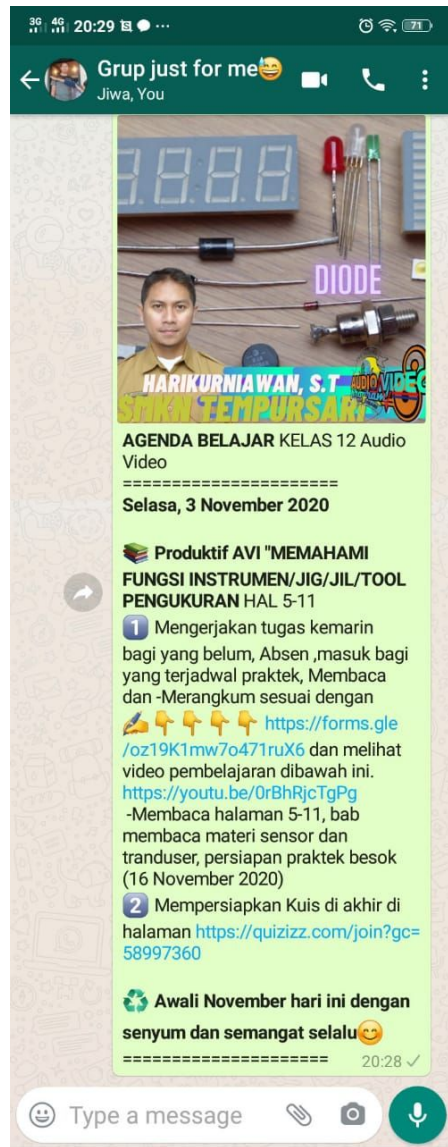 3G 4G 20:29 71
Grup just for me😅
Jiwa, You
DIODE
HARIKURNIAWAN, S.T
AUDIO VIDEO
SMKN TEMPURSARI
AGENDA BELAJAR KELAS 12 Audio
Video
======================
Selasa, 3 November 2020
📚 Produktif AVI "MEMAHAMI
FUNGSI INSTRUMEN/JIG/JIL/TOOL
PENGUKURAN HAL 5-11
1️⃣ Mengerjakan tugas kemarin
bagi yang belum, Absen ,masuk bagi
yang terjadwal praktek, Membaca
dan -Merangkum sesuai dengan
✍️👇👇👇👇 https://forms.gle
/oz19K1mw7o471ruX6 dan melihat
video pembelajaran dibawah ini.
https://youtu.be/0rBhRjcTgPg
-Membaca halaman 5-11, bab
membaca materi sensor dan
tranduser, persiapan praktek besok
(16 November 2020)
2️⃣ Mempersiapkan Kuis di akhir di
halaman https://quizizz.com/join?gc=
58997360
♻️ Awali November hari ini dengan
senyum dan semangat selalu😊
=====================
20:28
Type a message